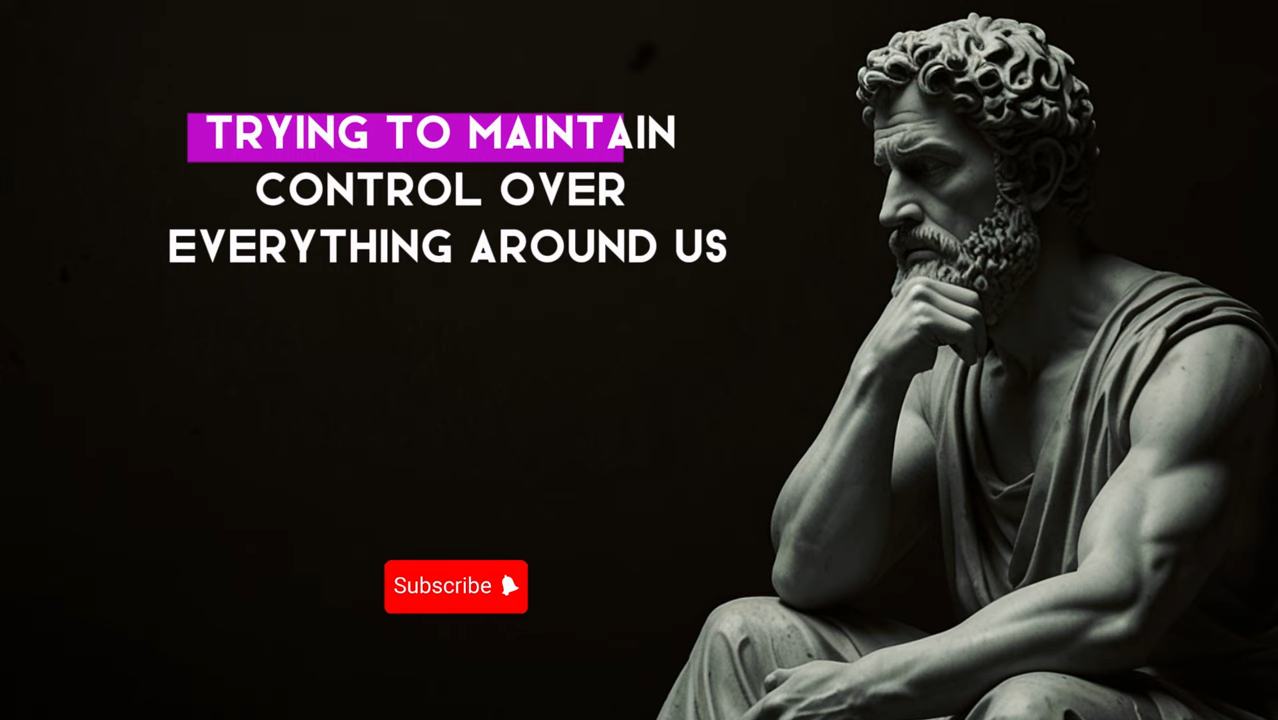 TRYING TO MAINTAIN
CONTROL OVER
EVERYTHING AROUND US
Subscribe